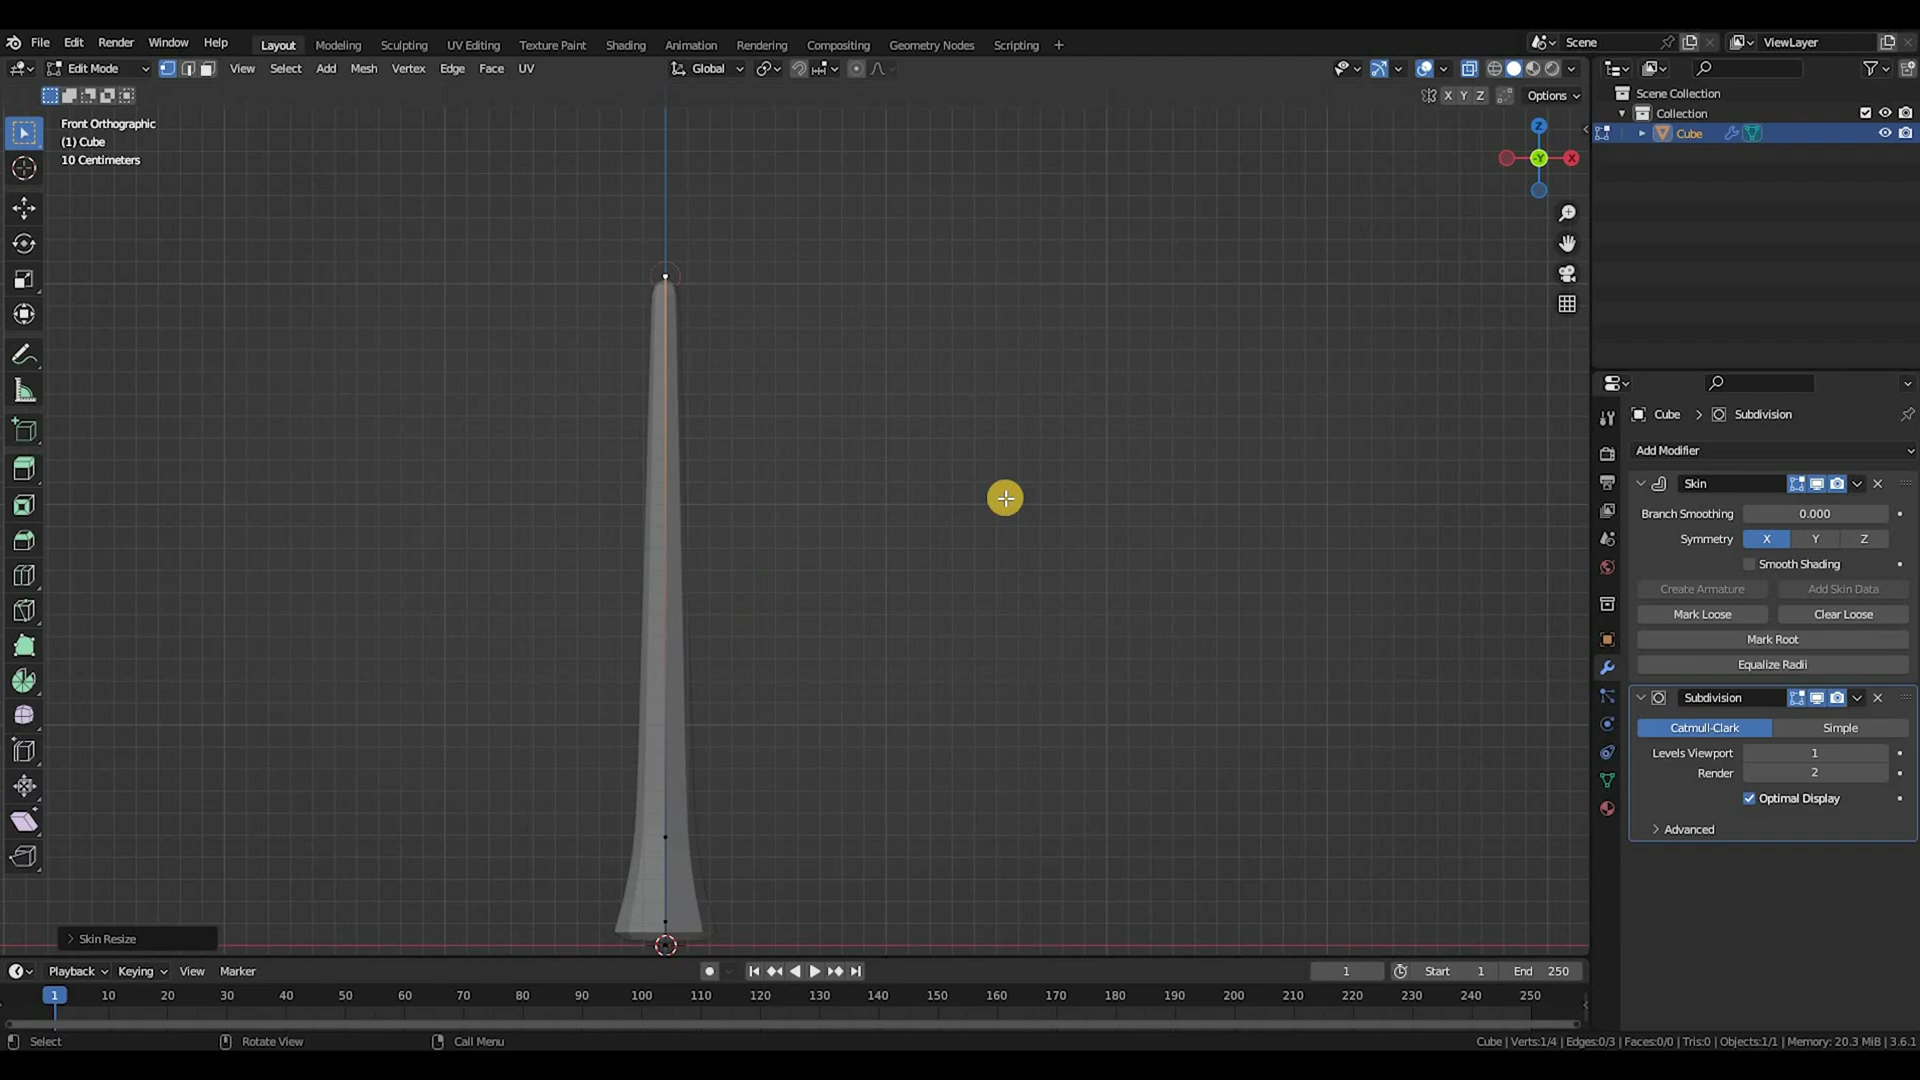 File Edit Render Window Help Layout Modeling Sculpting UV Editing Texture Paint Shading Animation Rendering Compositing Geometry Nodes Scripting + Scene ViewLayer
Edit Mode View Select Add Mesh Vertex Edge Face UV Global
X Y Z Options
Front Orthographic
(1) Cube
10 Centimeters
Z
-Y X
Scene Collection
Collection
Cube
Cube > Subdivision
Add Modifier
Skin
Branch Smoothing 0.000
Symmetry X Y Z
Smooth Shading
Create Armature Add Skin Data
Mark Loose Clear Loose
Mark Root
Equalize Radii
Subdivision
Catmull-Clark Simple
Levels Viewport 1
Render 2
Optimal Display
Advanced
Skin Resize
Playback Keying View Marker 1 Start 1 End 250
1 10 20 30 40 50 60 70 80 90 100 110 120 130 140 150 160 170 180 190 200 210 220 230 240 250
Select Rotate View Call Menu Cube | Verts:1/4 | Edges:0/3 | Faces:0/0 | Tris:0 | Objects:1/1 | Memory: 20.3 MiB | 3.6.1